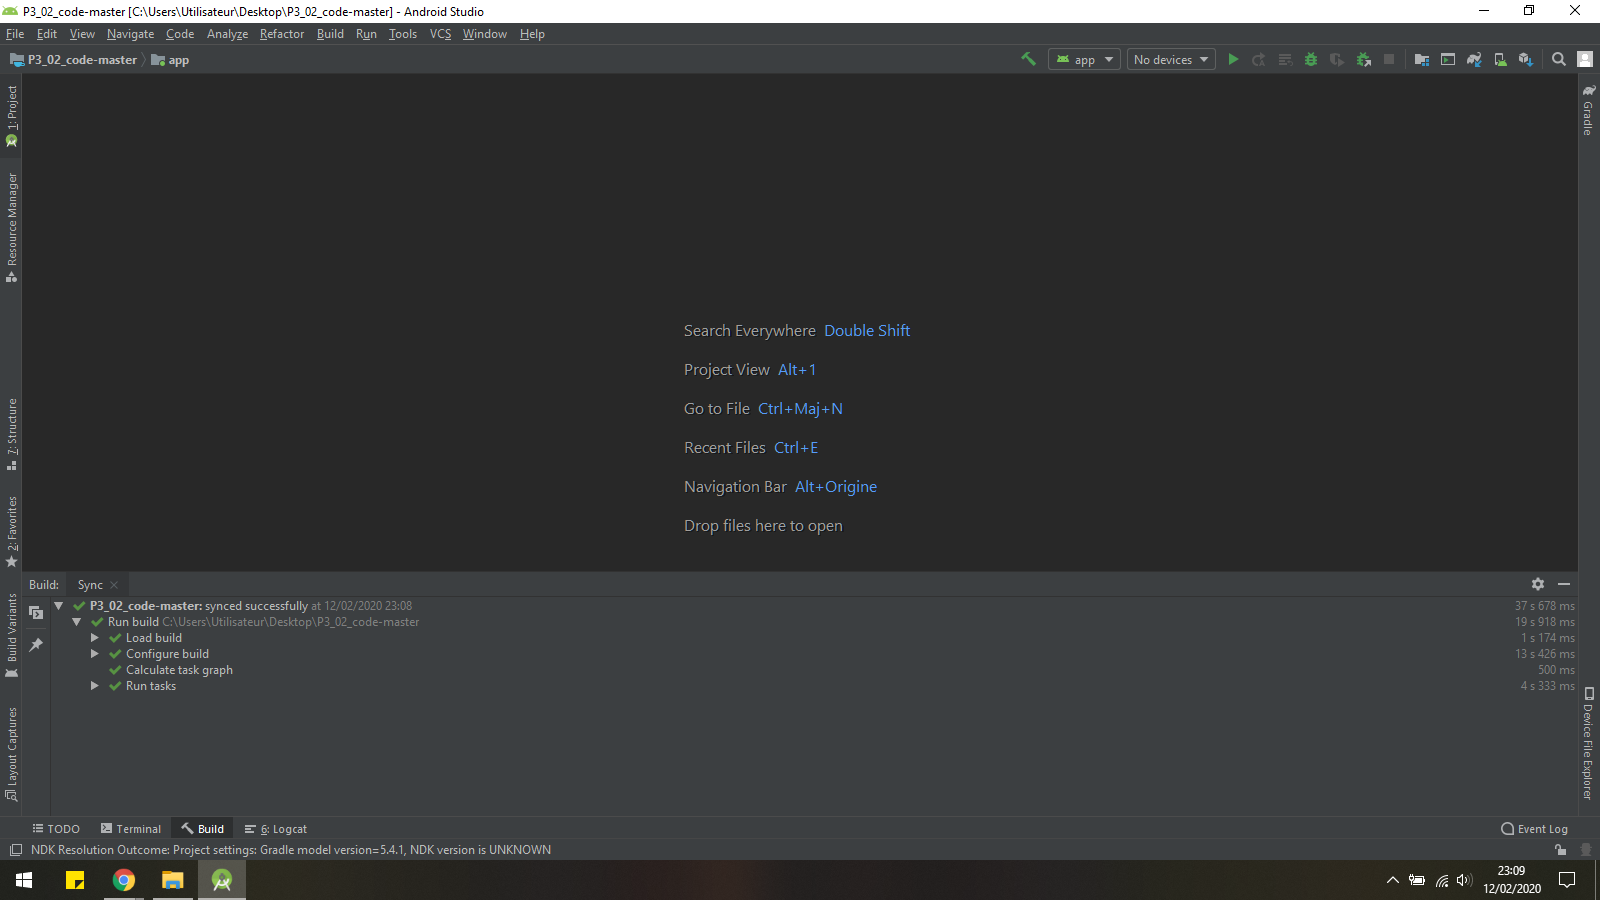 P3_02_code-master [C:\Users\Utilisateur\Desktop\P3_02_code-master] - Android Studio
File Edit View Navigate Code Analyze Refactor Build Run Tools VCS Window Help
P3_02_code-master app
app No devices
1: Project
Resource Manager
7: Structure
2: Favorites
Build Variants
Layout Captures
Gradle
Device File Explorer
Search Everywhere Double Shift
Project View Alt+1
Go to File Ctrl+Maj+N
Recent Files Ctrl+E
Navigation Bar Alt+Origine
Drop files here to open
Build: Sync
P3_02_code-master: synced successfully at 12/02/2020 23:08 37 s 678 ms
Run build C:\Users\Utilisateur\Desktop\P3_02_code-master 19 s 918 ms
Load build 1 s 174 ms
Configure build 13 s 426 ms
Calculate task graph 500 ms
Run tasks 4 s 333 ms
TODO Terminal Build 6: Logcat Event Log
NDK Resolution Outcome: Project settings: Gradle model version=5.4.1, NDK version is UNKNOWN
23:09
12/02/2020